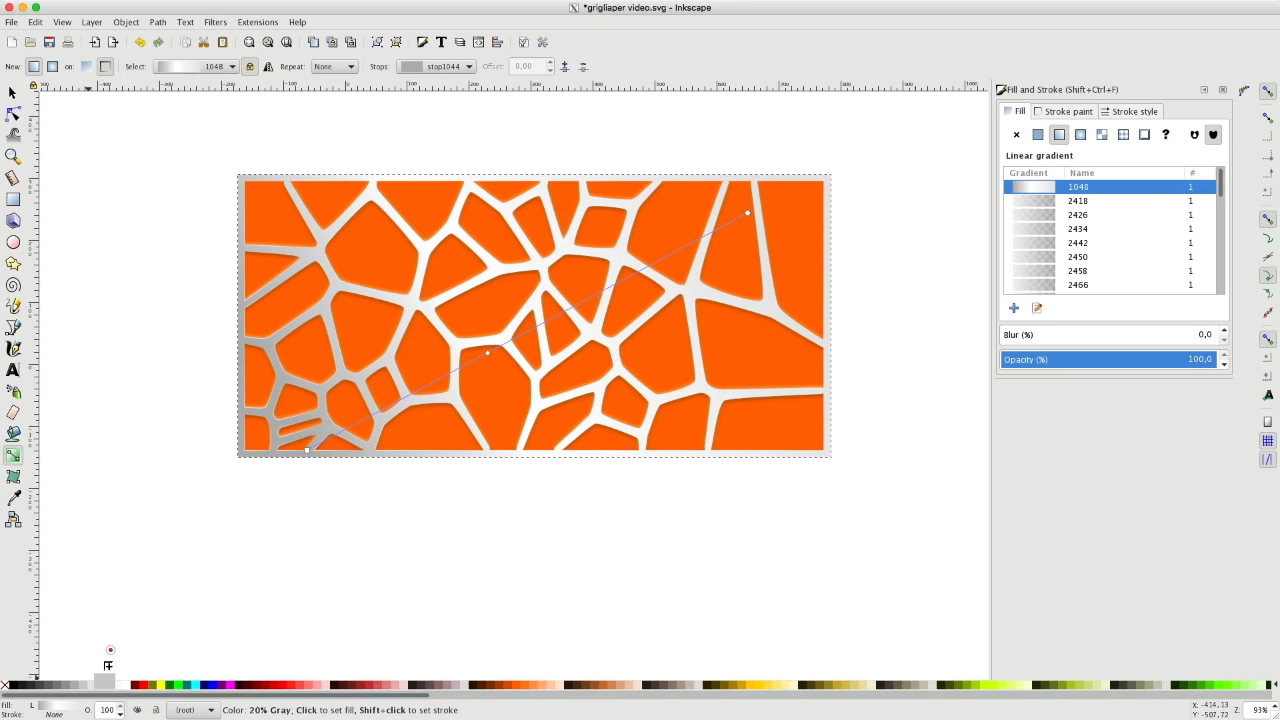 *grigliaper video.svg - Inkscape
File Edit View Layer Object Path Text Filters Extensions Help
New: on: Select: 1048 Repeat: None Stops: stop1044 Offset: 0,00
Fill and Stroke (Shift+Ctrl+F)
Fill Stroke paint Stroke style
Linear gradient
Gradient Name #
1048 1
2418 1
2426 1
2434 1
2442 1
2450 1
2458 1
2466 1
Blur (%) 0,0
Opacity (%) 100,0
Fill: L O: 100 (root) Color: 20% Gray; Click to set fill, Shift+click to set stroke X: -414,13 Z: 93%
Stroke: None Y: -507,72